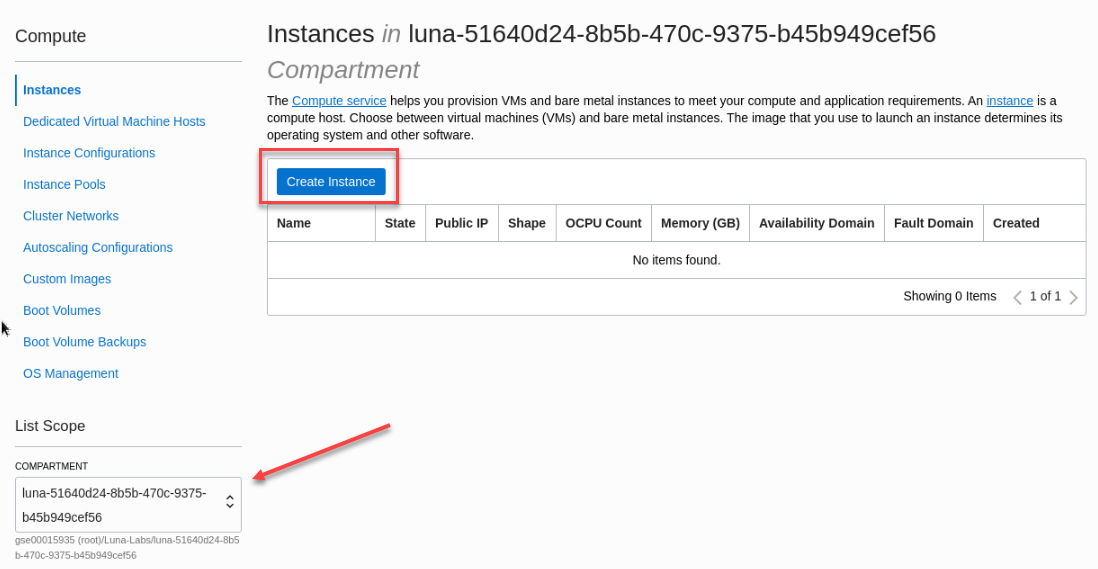 Compute
Instances
Dedicated Virtual Machine Hosts
Instance Configurations
Instance Pools
Cluster Networks
Autoscaling Configurations
Custom Images
Boot Volumes
Boot Volume Backups
OS Management
List Scope
COMPARTMENT
luna-51640d24-8b5b-470c-9375-
b45b949cef56
gse00015935 (root)/Luna-Labs/luna-51640d24-8b5
b-470c-9375-b45b949cef56
Instances in luna-51640d24-8b5b-470c-9375-b45b949cef56
Compartment
The Compute service helps you provision VMs and bare metal instances to meet your compute and application requirements. An instance is a
compute host. Choose between virtual machines (VMs) and bare metal instances. The image that you use to launch an instance determines its
operating system and other software.
Create Instance
Name State Public IP Shape OCPU Count Memory (GB) Availability Domain Fault Domain Created
No items found.
Showing 0 Items 1 of 1